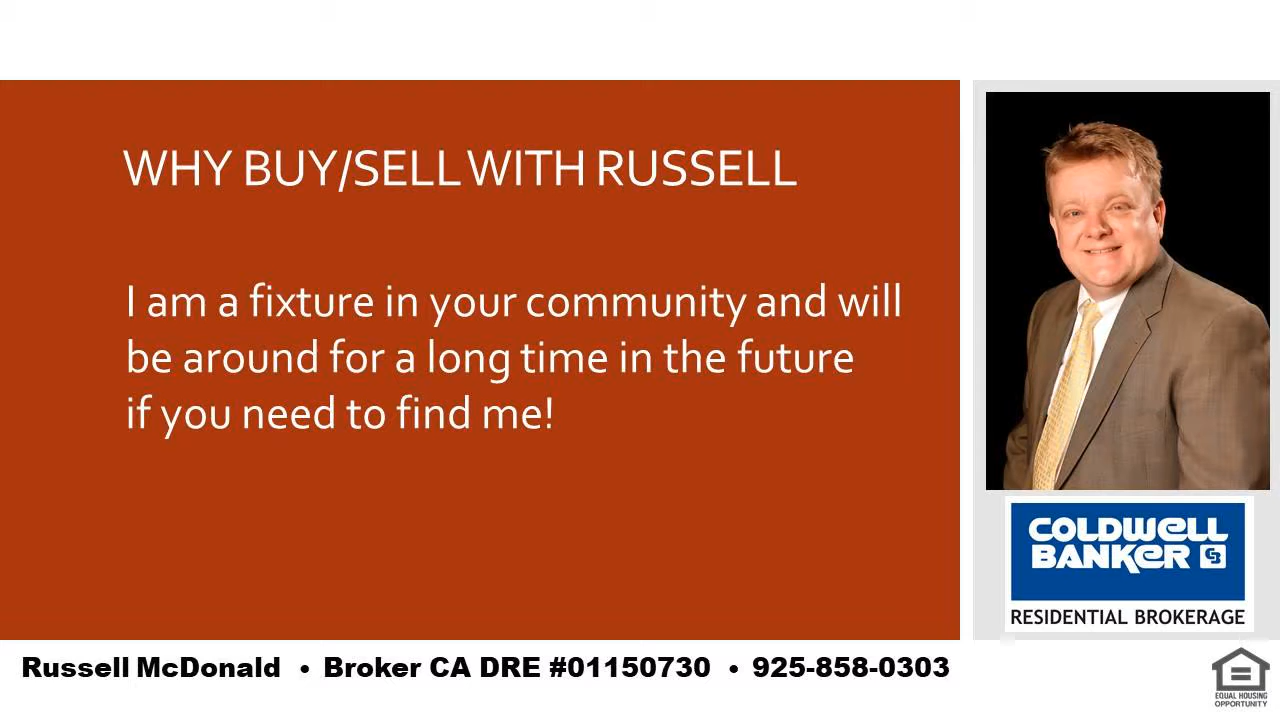 WHY BUY/SELL WITH RUSSELL
I am a fixture in your community and will
be around for a long time in the future
if you need to find me!
COLDWELL
BANKER CB
RESIDENTIAL BROKERAGE
Russell McDonald • Broker CA DRE #01150730 • 925-858-0303
EQUAL HOUSING
OPPORTUNITY